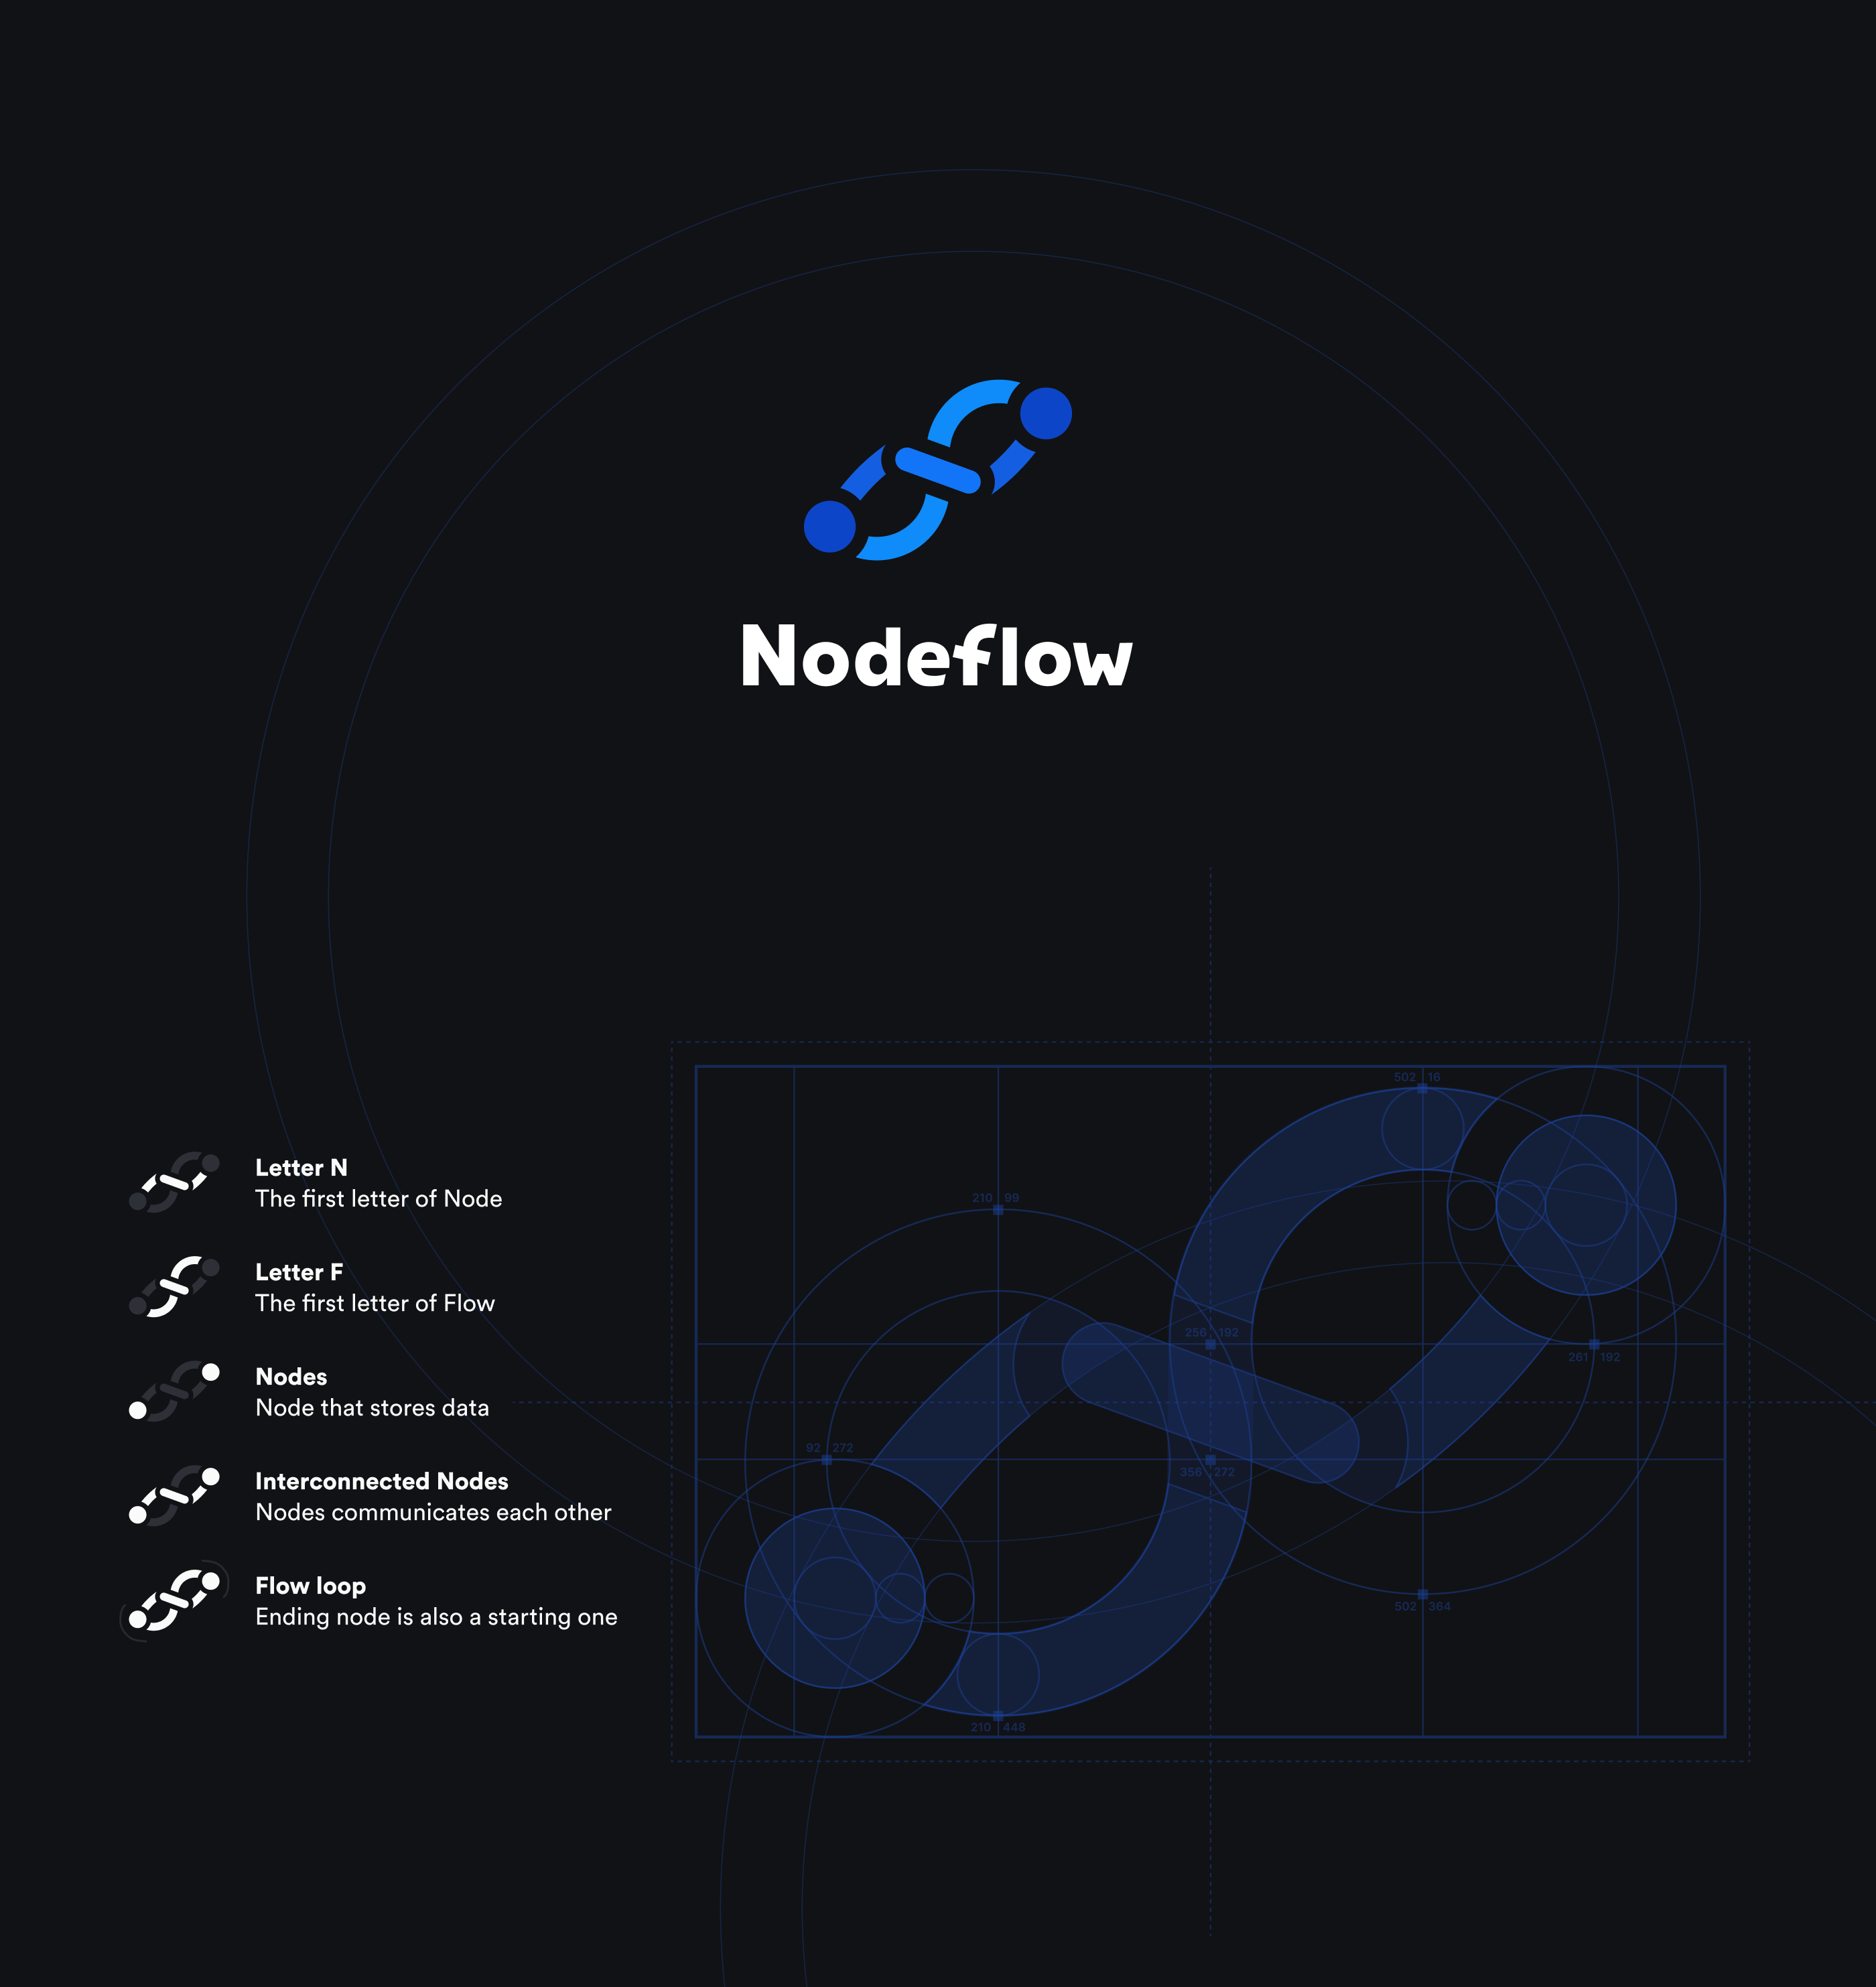 Nodeflow
Letter N
The first letter of Node
Letter F
The first letter of Flow
Nodes
Node that stores data
Interconnected Nodes
Nodes communicates each other
Flow loop
Ending node is also a starting one
502 16
210 99
256 192
261 192
92 272
356 272
502 364
210 448